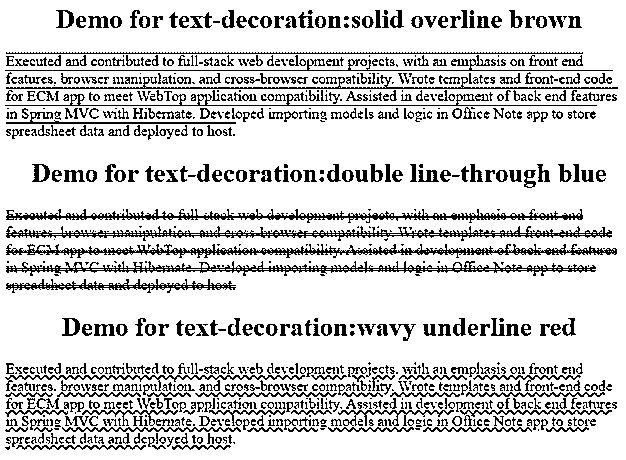 Demo for text-decoration:solid overline brown
Executed and contributed to full-stack web development projects, with an emphasis on front end
features, browser manipulation, and cross-browser compatibility. Wrote templates and front-end code
for ECM app to meet WebTop application compatibility. Assisted in development of back end features
in Spring MVC with Hibernate. Developed importing models and logic in Office Note app to store
spreadsheet data and deployed to host.
Demo for text-decoration:double line-through blue
Executed and contributed to full-stack web development projects, with an emphasis on front end
features, browser manipulation, and cross-browser compatibility. Wrote templates and front-end code
for ECM app to meet WebTop application compatibility. Assisted in development of back end features
in Spring MVC with Hibernate. Developed importing models and logic in Office Note app to store
spreadsheet data and deployed to host.
Demo for text-decoration:wavy underline red
Executed and contributed to full-stack web development projects, with an emphasis on front end
features, browser manipulation, and cross-browser compatibility. Wrote templates and front-end code
for ECM app to meet WebTop application compatibility. Assisted in development of back end features
in Spring MVC with Hibernate. Developed importing models and logic in Office Note app to store
spreadsheet data and deployed to host.